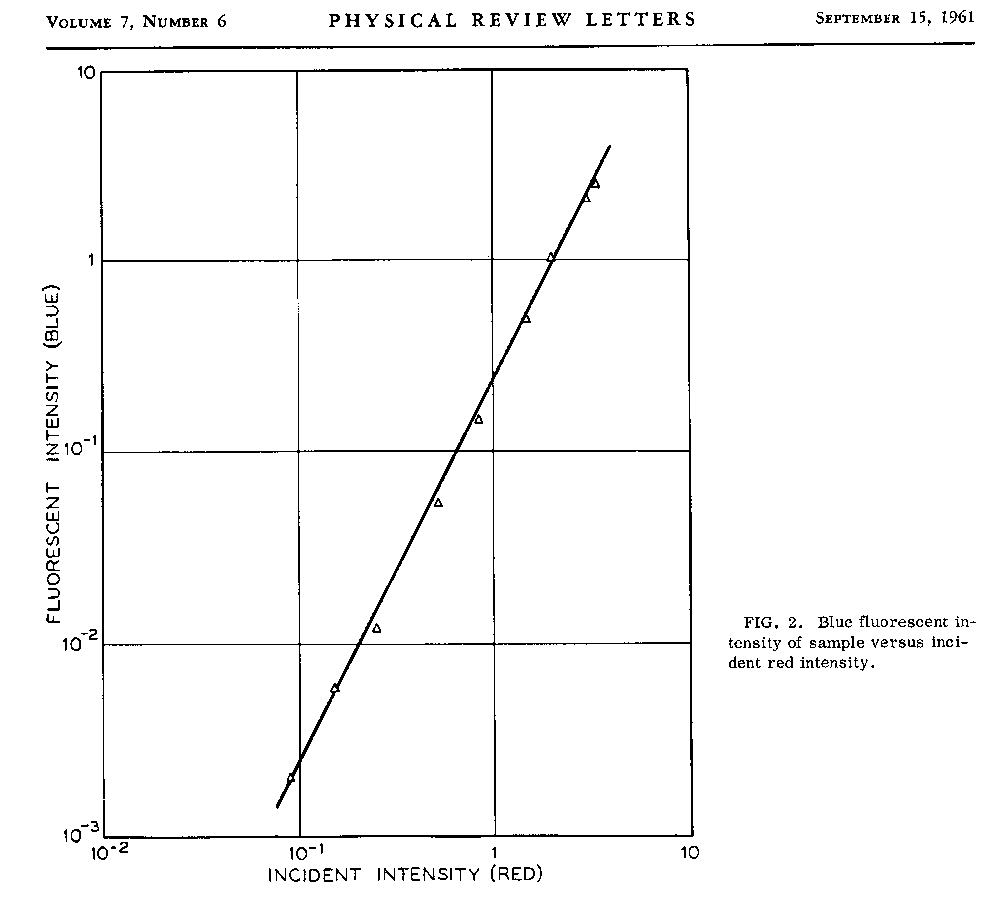 VOLUME 7, NUMBER 6 PHYSICAL REVIEW LETTERS SEPTEMBER 15, 1961
10
1
10⁻¹
10⁻²
10⁻³
FLUORESCENT INTENSITY (BLUE)
10⁻² 10⁻¹ 1 10
INCIDENT INTENSITY (RED)
FIG. 2. Blue fluorescent in-
tensity of sample versus inci-
dent red intensity.